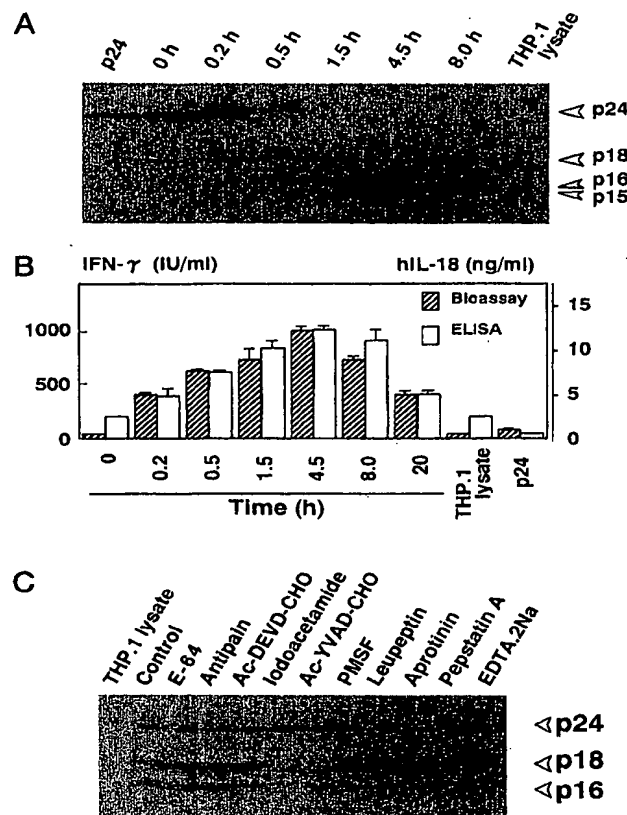 A
p24 0 h 0.2 h 0.5 h 1.5 h 4.5 h 8.0 h THP.1 lysate
p24
p18
p16
p15
B
IFN-γ (IU/ml) hIL-18 (ng/ml)
Bioassay
ELISA
1000
500
0
15
10
5
0
0 0.2 0.5 1.5 4.5 8.0 20 THP.1 lysate p24
Time (h)
C
THP.1 lysate Control E-64 Antipain Ac-DEVD-CHO Iodoacetamide Ac-YVAD-CHO PMSF Leupeptin Aprotinin Pepstatin A EDTA.2Na
p24
p18
p16